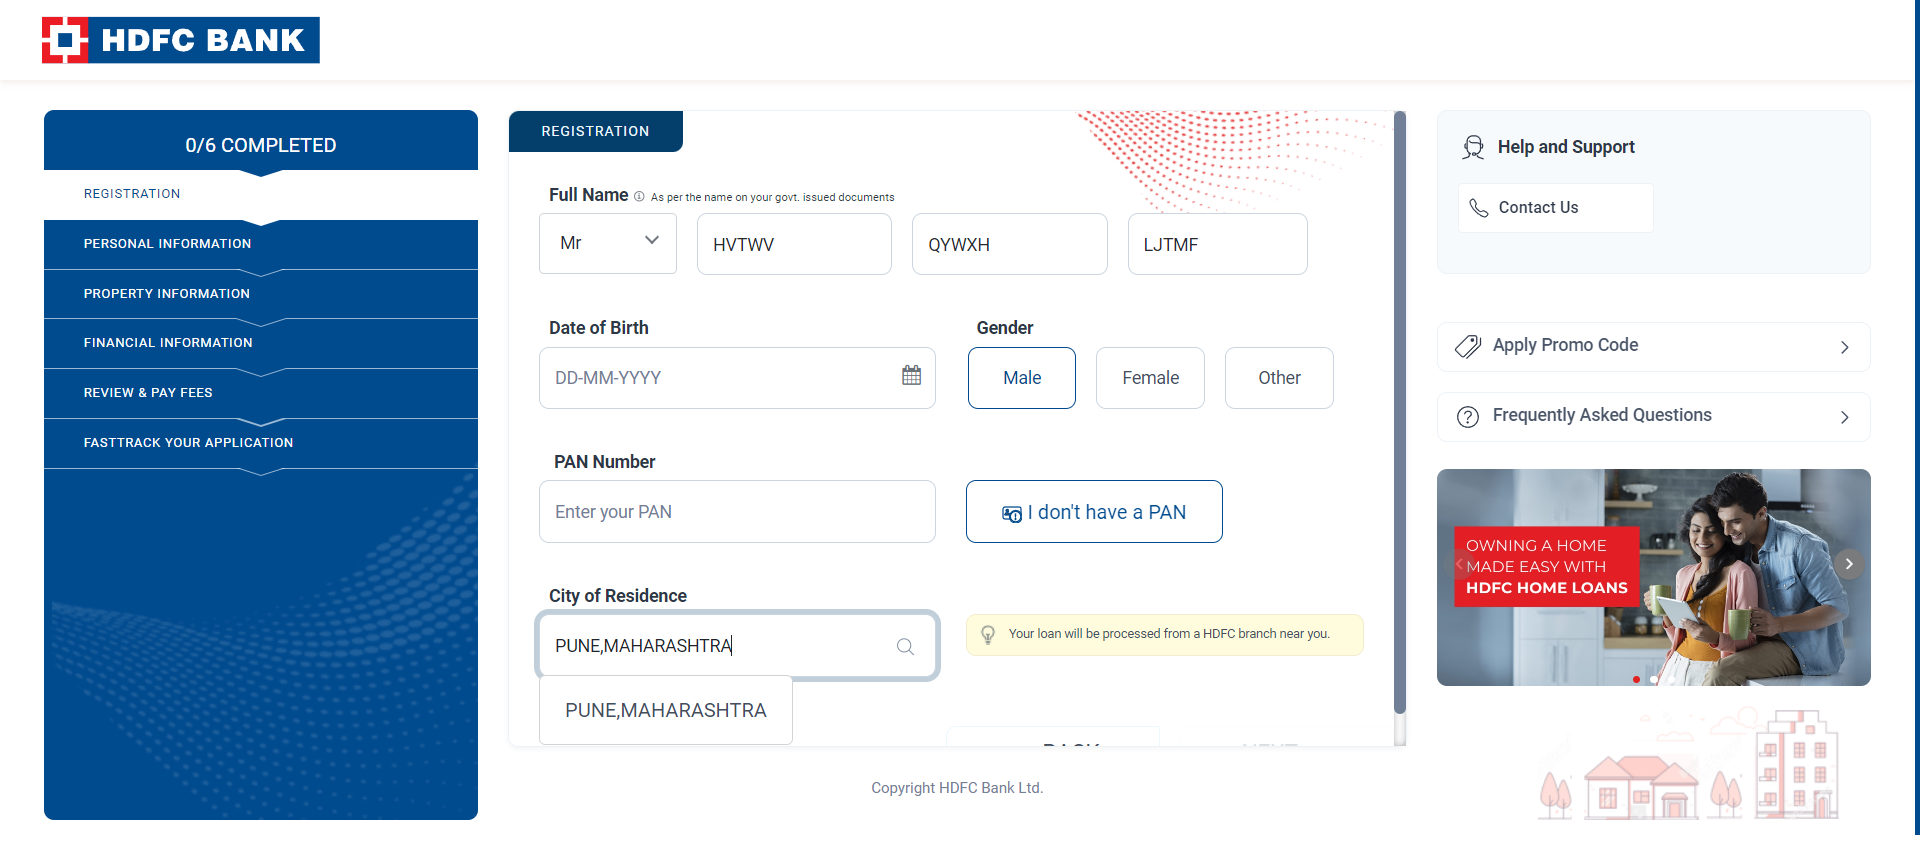 HDFC BANK
0/6 COMPLETED
REGISTRATION
PERSONAL INFORMATION
PROPERTY INFORMATION
FINANCIAL INFORMATION
REVIEW & PAY FEES
FASTTRACK YOUR APPLICATION
REGISTRATION
Full Name As per the name on your govt. issued documents
Mr HVTWV QYWXH LJTMF
Date of Birth Gender
DD-MM-YYYY Male Female Other
PAN Number
Enter your PAN I don't have a PAN
City of Residence
PUNE,MAHARASHTRA Your loan will be processed from a HDFC branch near you.
PUNE,MAHARASHTRA
BACK NEXT
Copyright HDFC Bank Ltd.
Help and Support
Contact Us
Apply Promo Code
Frequently Asked Questions
OWNING A HOME
MADE EASY WITH
HDFC HOME LOANS